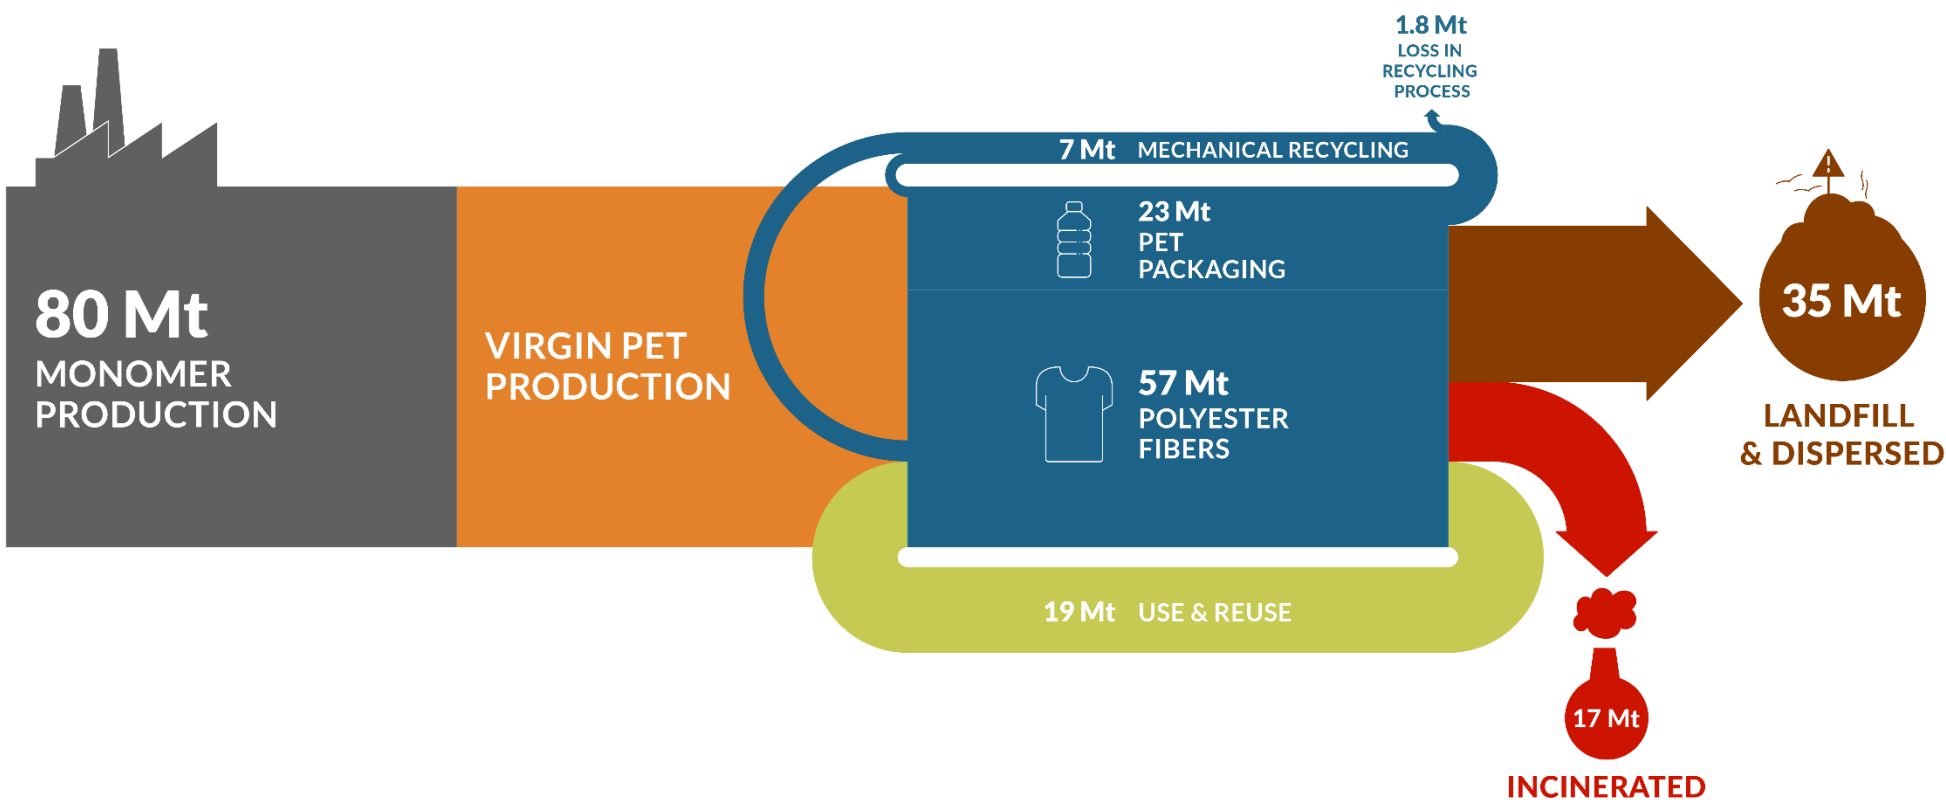 80 Mt
MONOMER
PRODUCTION
VIRGIN PET
PRODUCTION
1.8 Mt
LOSS IN
RECYCLING
PROCESS
7 Mt MECHANICAL RECYCLING
23 Mt
PET
PACKAGING
57 Mt
POLYESTER
FIBERS
19 Mt USE & REUSE
35 Mt
LANDFILL
& DISPERSED
17 Mt
INCINERATED